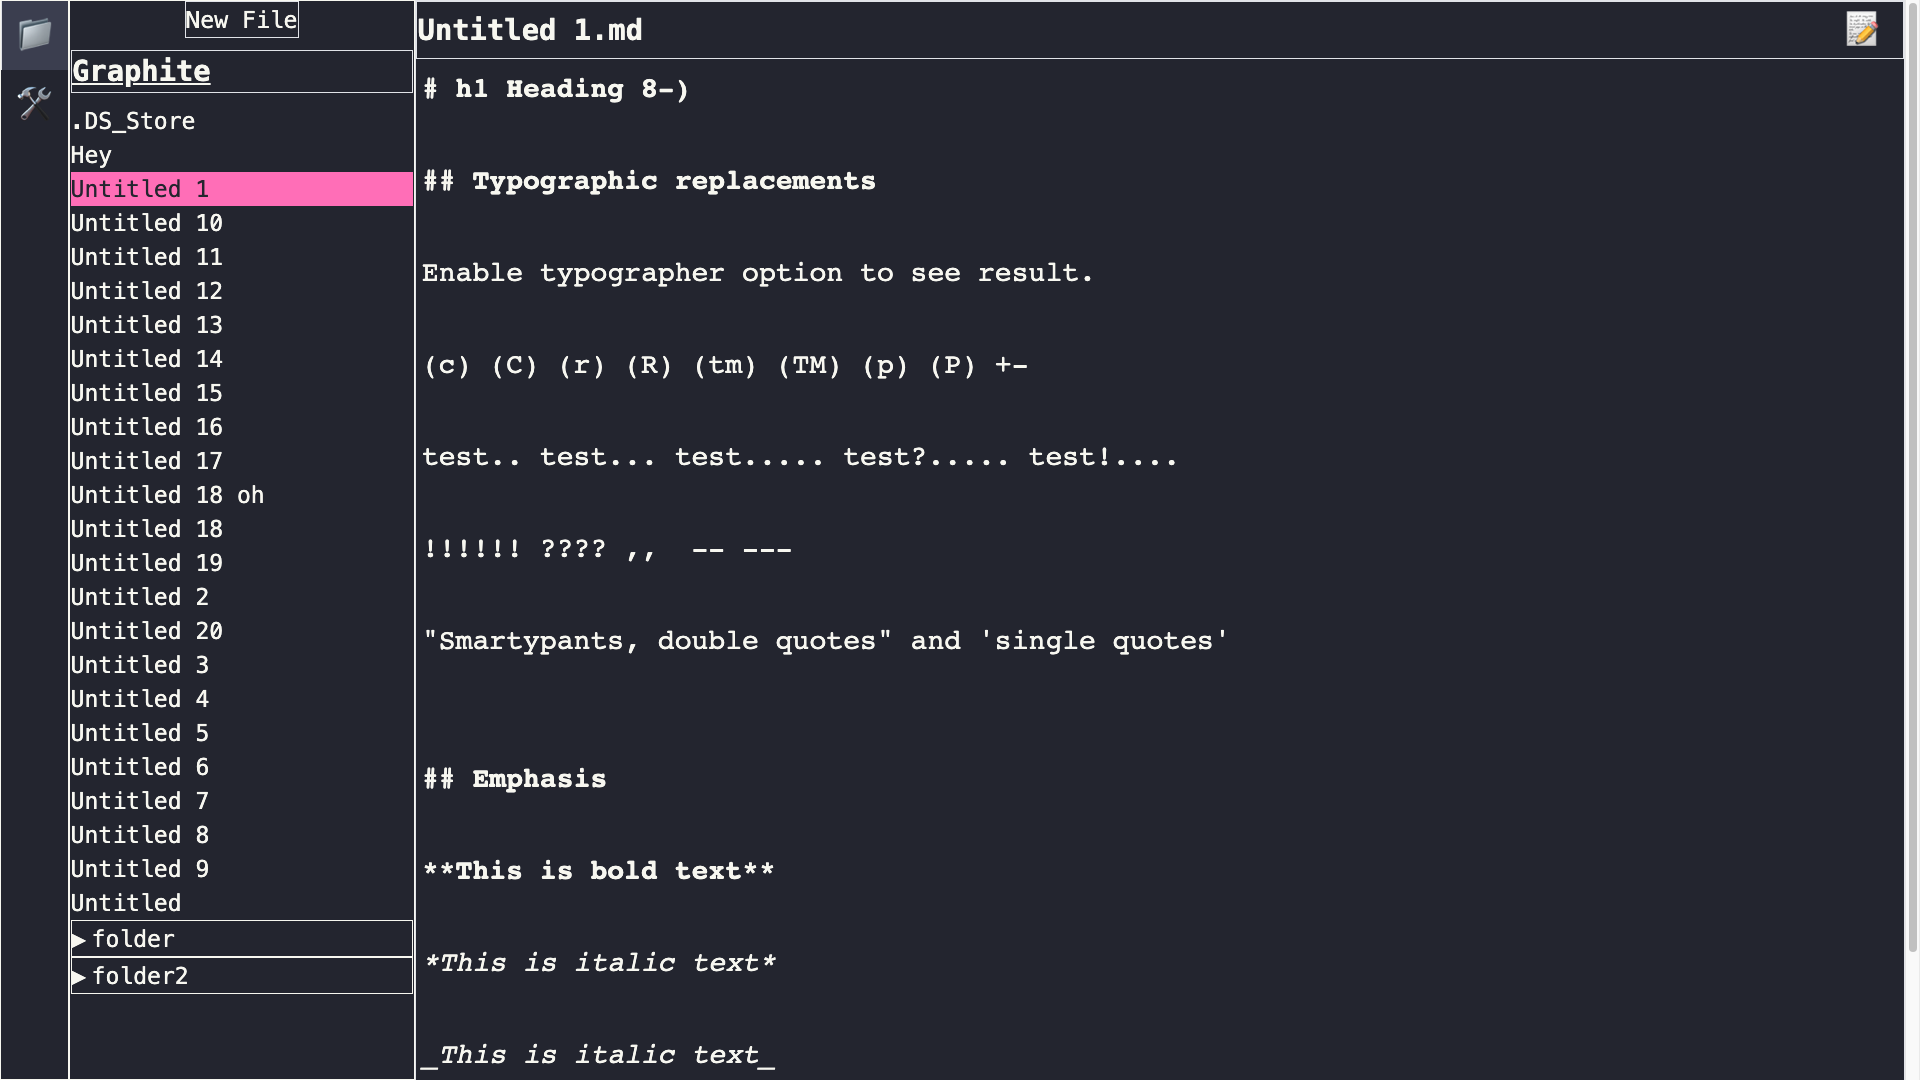 New File
Graphite
.DS_Store
Hey
Untitled 1
Untitled 10
Untitled 11
Untitled 12
Untitled 13
Untitled 14
Untitled 15
Untitled 16
Untitled 17
Untitled 18 oh
Untitled 18
Untitled 19
Untitled 2
Untitled 20
Untitled 3
Untitled 4
Untitled 5
Untitled 6
Untitled 7
Untitled 8
Untitled 9
Untitled
▶ folder
▶ folder2
Untitled 1.md
# h1 Heading 8-)
## Typographic replacements
Enable typographer option to see result.
(c) (C) (r) (R) (tm) (TM) (p) (P) +-
test.. test... test..... test?..... test!....
!!!!!! ???? ,,  -- ---
"Smartypants, double quotes" and 'single quotes'
## Emphasis
**This is bold text**
*This is italic text*
_This is italic text_